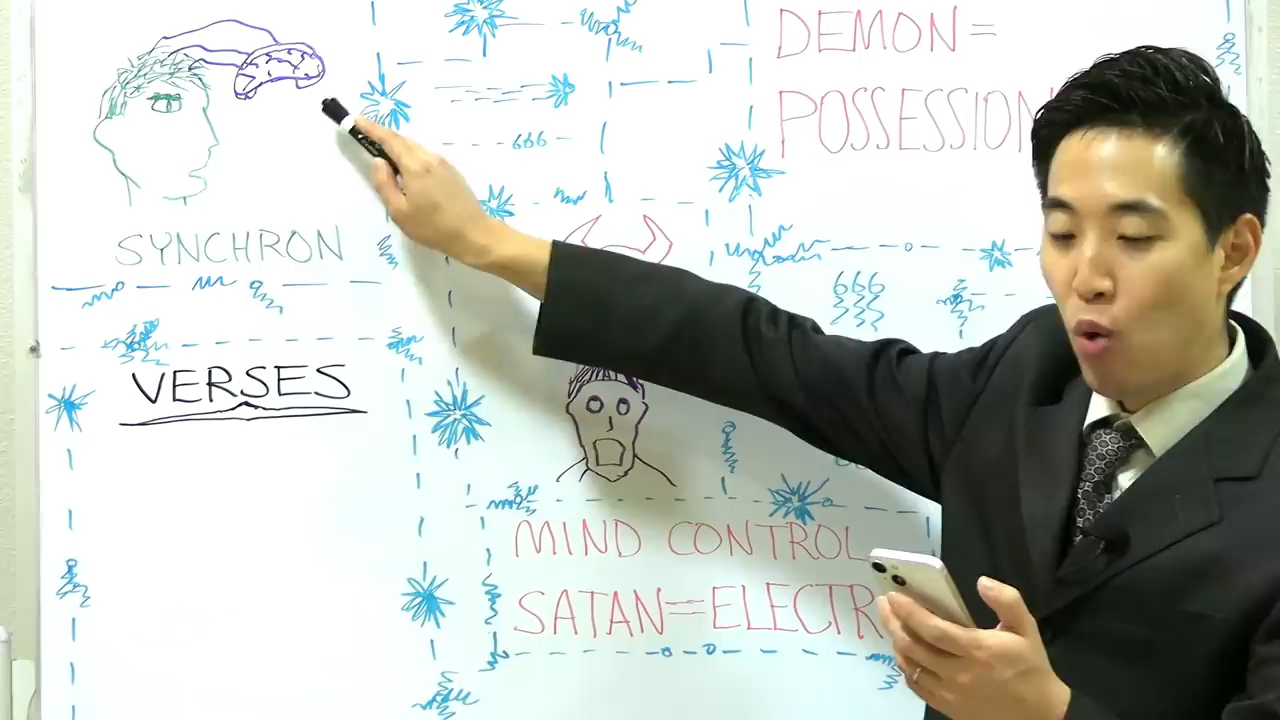 DEMON=
POSSESSION
666
SYNCHRON
666
VERSES
MIND CONTROL
SATAN=ELECTR